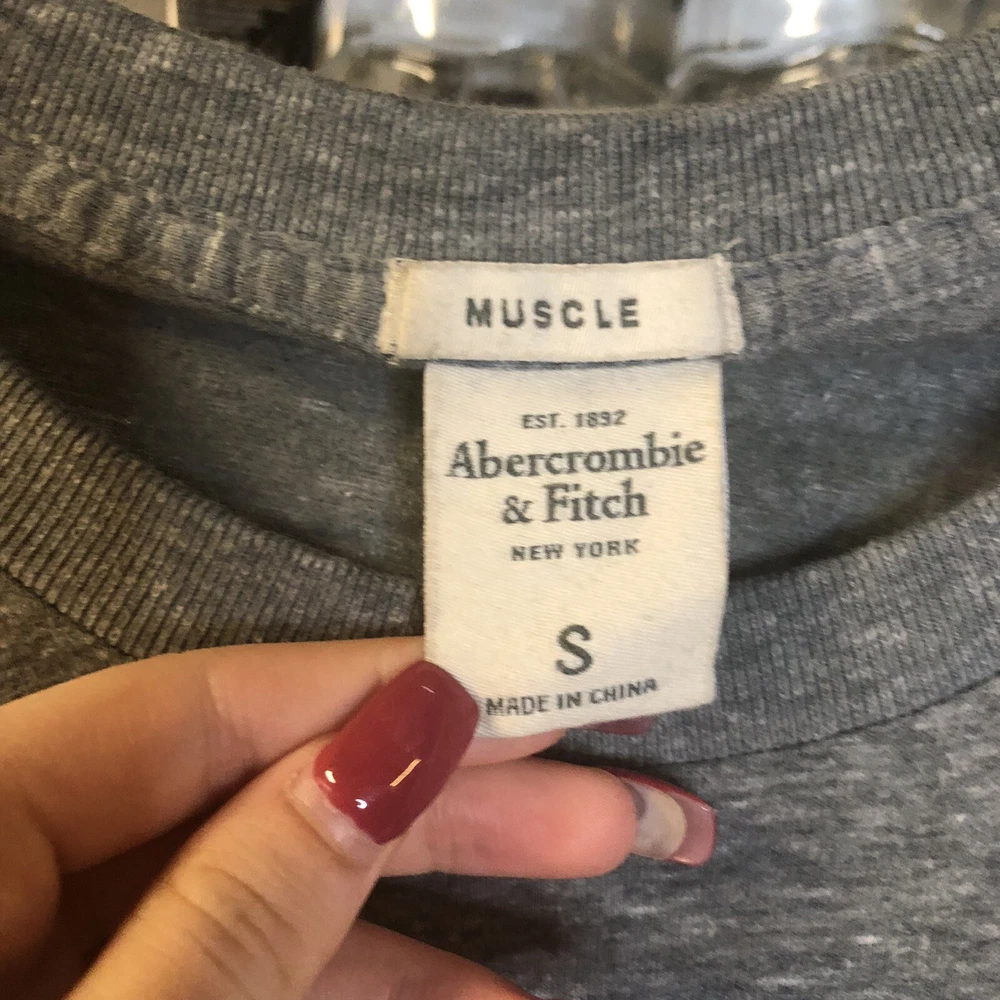 MUSCLE
EST. 1892
Abercrombie
& Fitch
NEW YORK
S
MADE IN CHINA